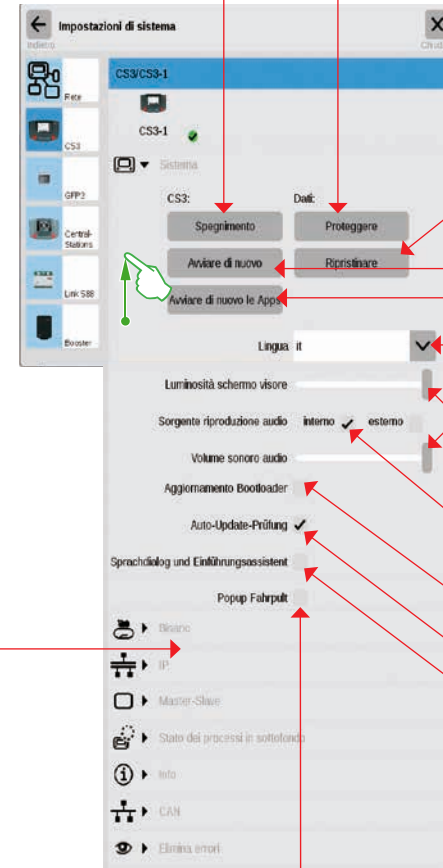 Impostazioni di sistema
Indietro
Chiudi
CS3/CS3-1
Rete
CS3-1
CS3
Sistema
GFP3
CS3:
Dati:
Central-
Stations
Spegnimento
Proteggere
Avviare di nuovo
Ripristinare
Link S88
Avviare di nuovo le Apps
Booster
Lingua
it
Luminosità schermo visore
Sorgente riproduzione audio
interno
esterno
Volume sonoro audio
Aggiornamento Bootloader
Auto-Update-Prüfung
Sprachdialog und Einführungsassistent
Popup Fahrpult
Binario
IP
Master-Slave
Stato dei processi in sottofondo
Info
CAN
Elimina errori